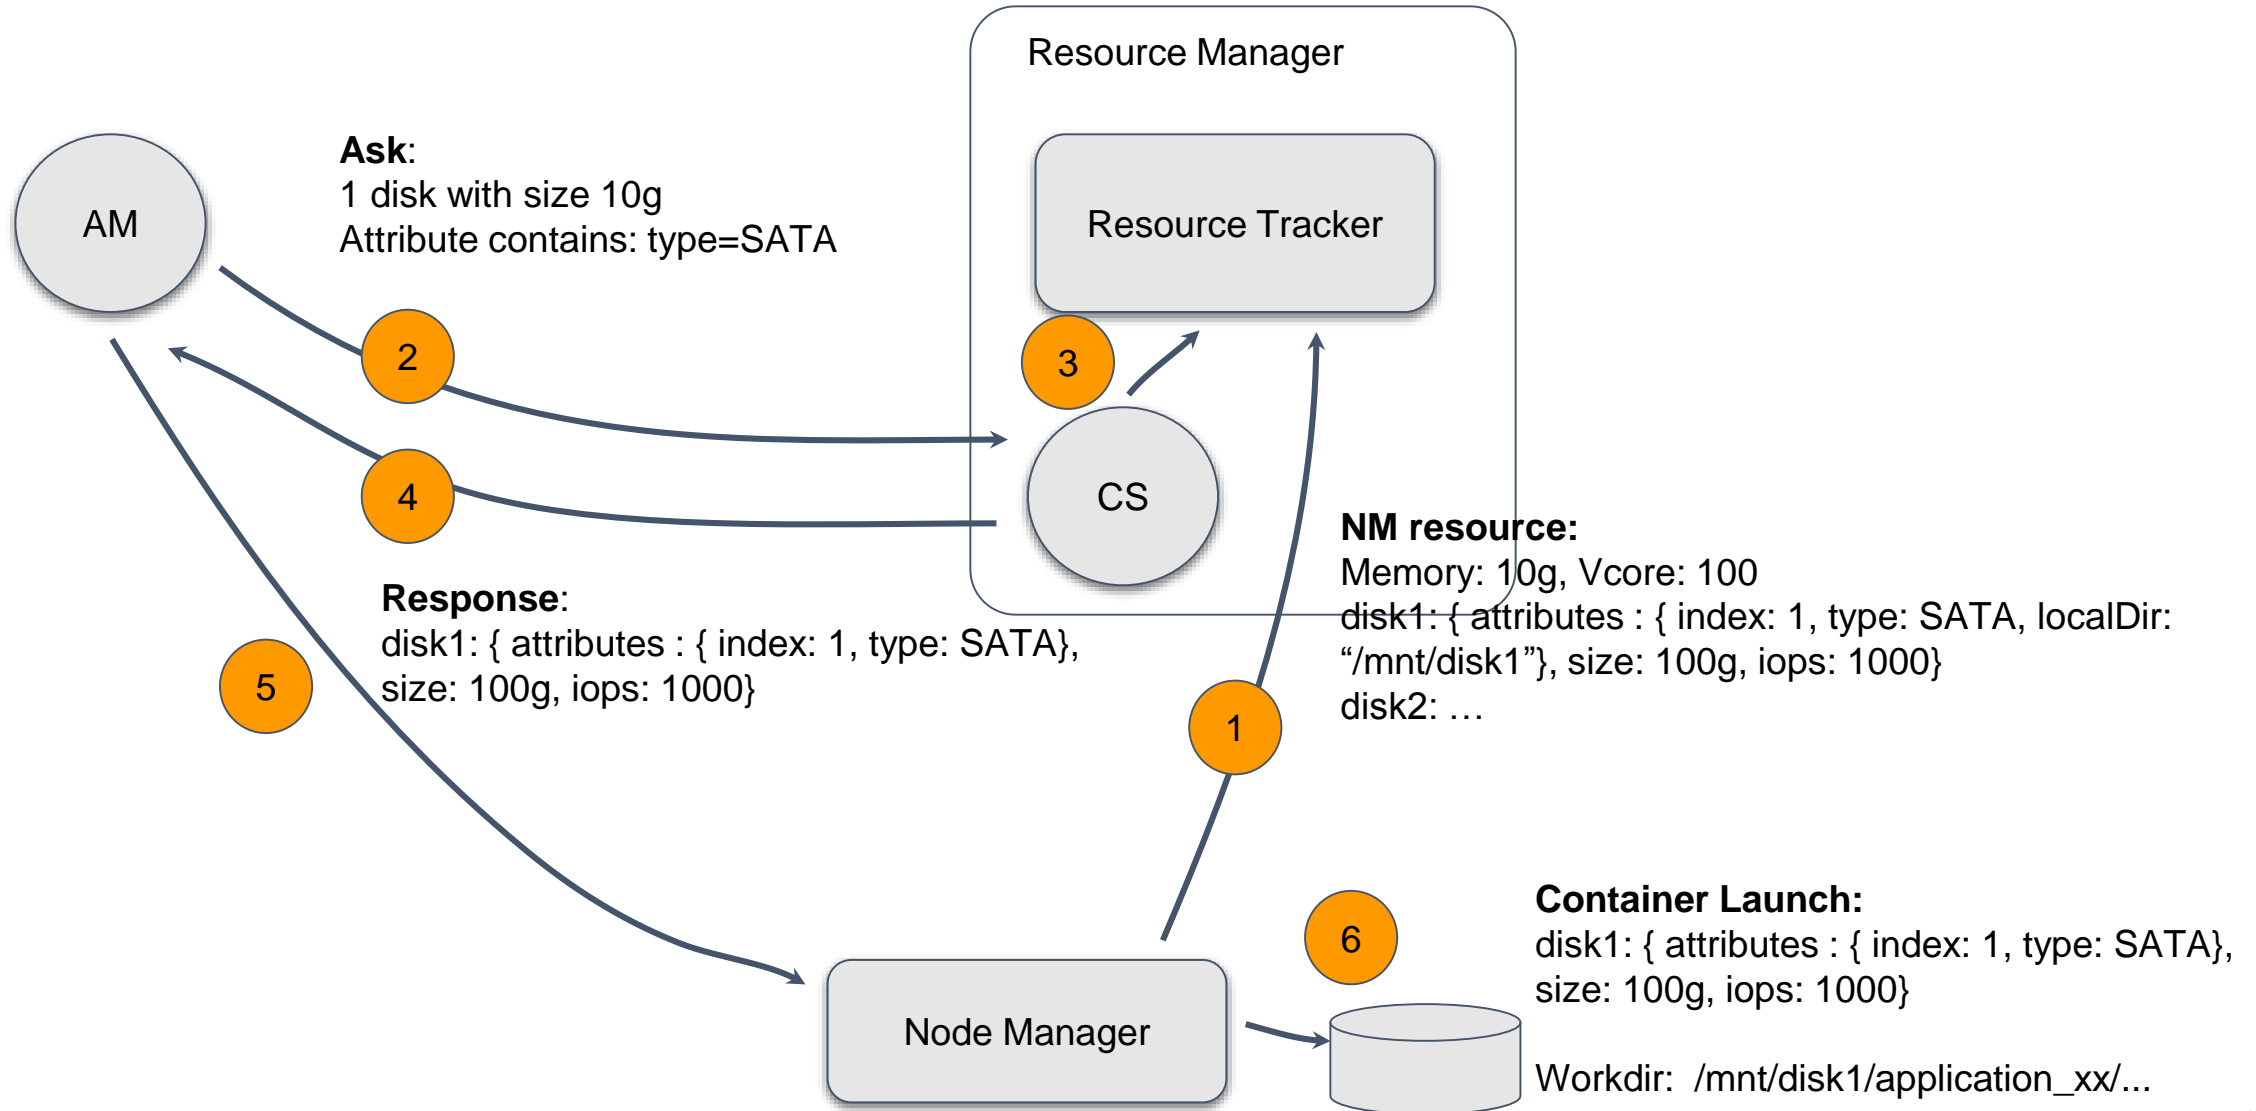 Resource Manager
Ask:
1 disk with size 10g
Attribute contains: type=SATA
AM
Resource Tracker
2
3
4
CS
NM resource:
Memory: 10g, Vcore: 100
disk1: { attributes : { index: 1, type: SATA, localDir:
“/mnt/disk1”}, size: 100g, iops: 1000}
disk2: …
Response:
disk1: { attributes : { index: 1, type: SATA},
size: 100g, iops: 1000}
5
1
6
Container Launch:
disk1: { attributes : { index: 1, type: SATA},
size: 100g, iops: 1000}
Workdir: /mnt/disk1/application_xx/...
Node Manager